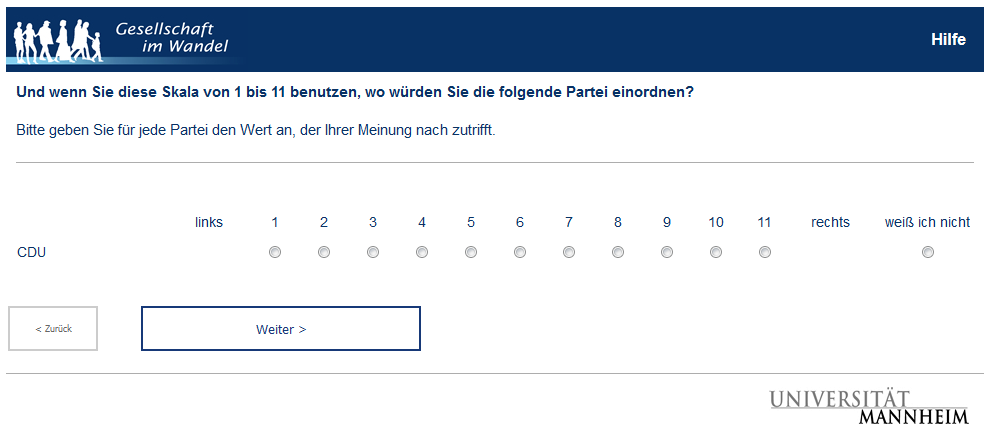 Gesellschaft
im Wandel
Hilfe
Und wenn Sie diese Skala von 1 bis 11 benutzen, wo würden Sie die folgende Partei einordnen?
Bitte geben Sie für jede Partei den Wert an, der Ihrer Meinung nach zutrifft.
links 1 2 3 4 5 6 7 8 9 10 11 rechts weiß ich nicht
CDU
< Zurück Weiter >
UNIVERSITÄT
MANNHEIM